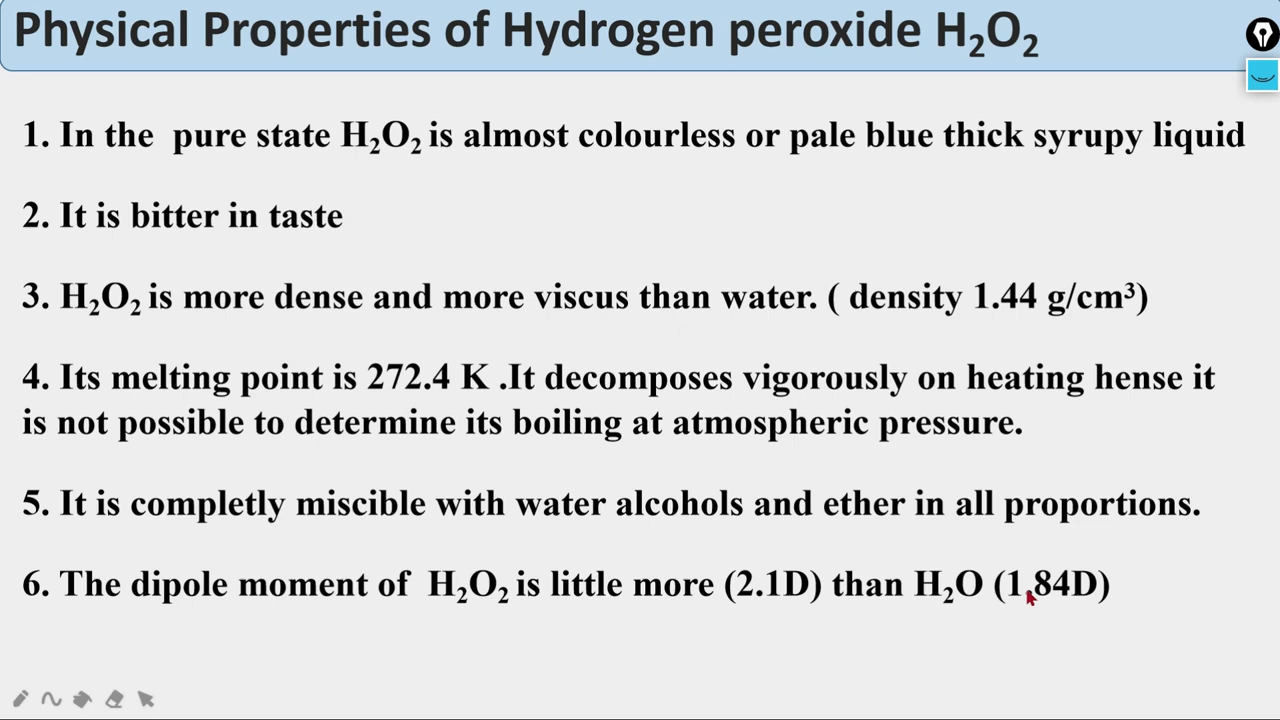 Physical Properties of Hydrogen peroxide H₂O₂
1. In the pure state H₂O₂ is almost colourless or pale blue thick syrupy liquid
2. It is bitter in taste
3. H₂O₂ is more dense and more viscus than water. ( density 1.44 g/cm³)
4. Its melting point is 272.4 K .It decomposes vigorously on heating hense it
is not possible to determine its boiling at atmospheric pressure.
5. It is completly miscible with water alcohols and ether in all proportions.
6. The dipole moment of H₂O₂ is little more (2.1D) than H₂O (1.84D)